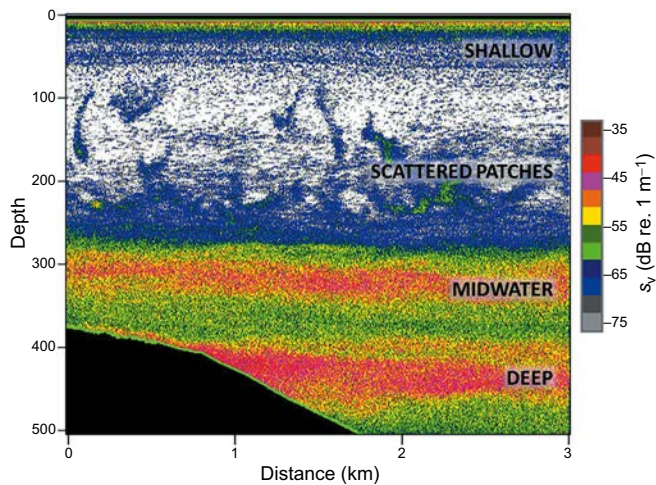 0
SHALLOW
100
SCATTERED PATCHES
200
300
MIDWATER
400
DEEP
500
0
1
2
3
Depth
Distance (km)
–35
–45
–55
–65
–75
sv (dB re. 1 m–1)